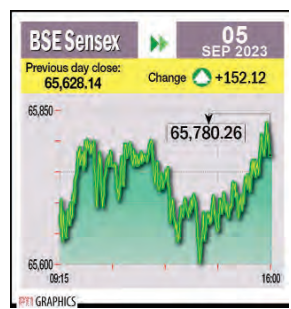 BSE Sensex
05
SEP 2023
Previous day close:
65,628.14
Change +152.12
65,850
65,780.26
65,600
09:15
16:00
PTI GRAPHICS